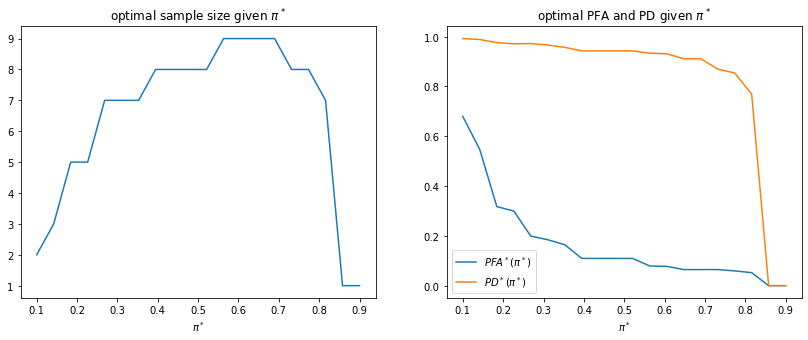 optimal sample size given π*
9
8
7
6
5
4
3
2
1
0.1 0.2 0.3 0.4 0.5 0.6 0.7 0.8 0.9
π*
optimal PFA and PD given π*
1.0
0.8
0.6
0.4
0.2
0.0
PFA*(π*)
PD*(π*)
0.1 0.2 0.3 0.4 0.5 0.6 0.7 0.8 0.9
π*